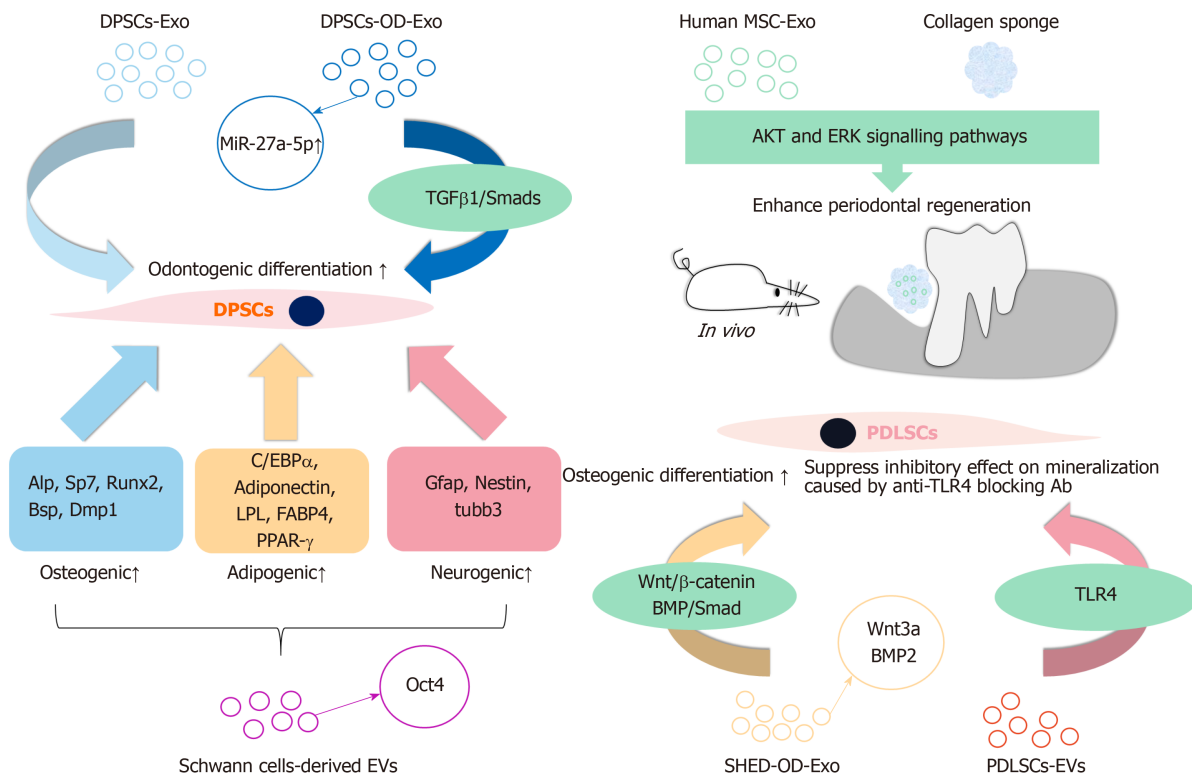 DPSCs-Exo
DPSCs-OD-Exo
MiR-27a-5p↑
TGFβ1/Smads
Odontogenic differentiation ↑
DPSCs
Alp, Sp7, Runx2,
Bsp, Dmp1
C/EBPα,
Adiponectin,
LPL, FABP4,
PPAR-γ
Gfap, Nestin,
tubb3
Osteogenic↑
Adipogenic↑
Neurogenic↑
Oct4
Schwann cells-derived EVs
Human MSC-Exo
Collagen sponge
AKT and ERK signalling pathways
Enhance periodontal regeneration
In vivo
PDLSCs
Osteogenic differentiation ↑
Suppress inhibitory effect on mineralization
caused by anti-TLR4 blocking Ab
Wnt/β-catenin
BMP/Smad
TLR4
Wnt3a
BMP2
SHED-OD-Exo
PDLSCs-EVs